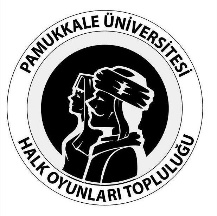 PAMUKKALE ÜNİVERSİTESİ
HALK OYUNLARI TOPLULUĞU